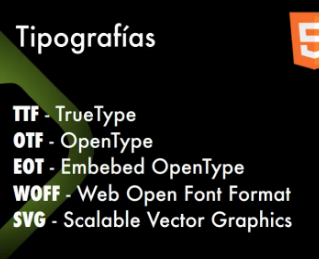 Tipografías
5
TTF - TrueType
OTF - OpenType
EOT - Embebed OpenType
WOFF - Web Open Font Format
SVG - Scalable Vector Graphics